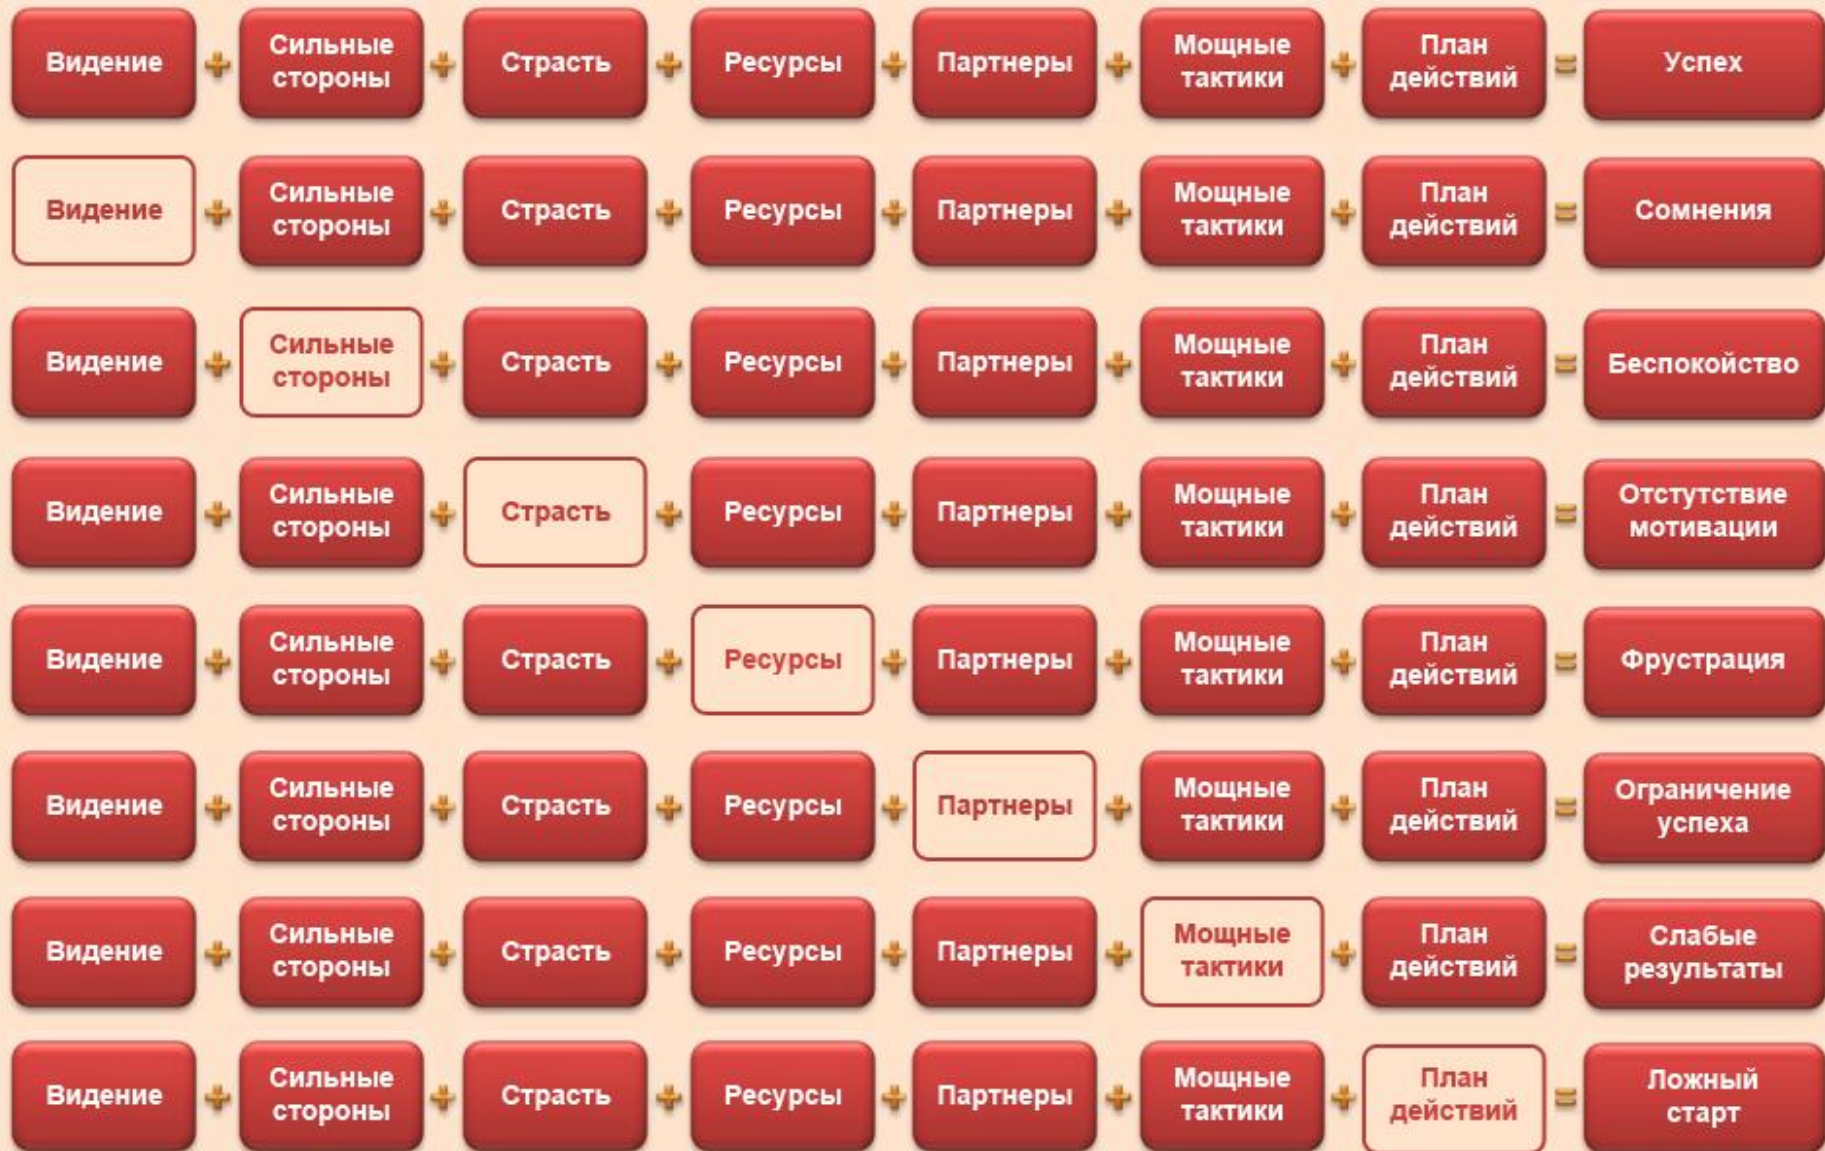 Видение + Сильные стороны + Страсть + Ресурсы + Партнеры + Мощные тактики + План действий = Успех
Видение + Сильные стороны + Страсть + Ресурсы + Партнеры + Мощные тактики + План действий = Сомнения
Видение + Сильные стороны + Страсть + Ресурсы + Партнеры + Мощные тактики + План действий = Беспокойство
Видение + Сильные стороны + Страсть + Ресурсы + Партнеры + Мощные тактики + План действий = Отстутствие мотивации
Видение + Сильные стороны + Страсть + Ресурсы + Партнеры + Мощные тактики + План действий = Фрустрация
Видение + Сильные стороны + Страсть + Ресурсы + Партнеры + Мощные тактики + План действий = Ограничение успеха
Видение + Сильные стороны + Страсть + Ресурсы + Партнеры + Мощные тактики + План действий = Слабые результаты
Видение + Сильные стороны + Страсть + Ресурсы + Партнеры + Мощные тактики + План действий = Ложный старт